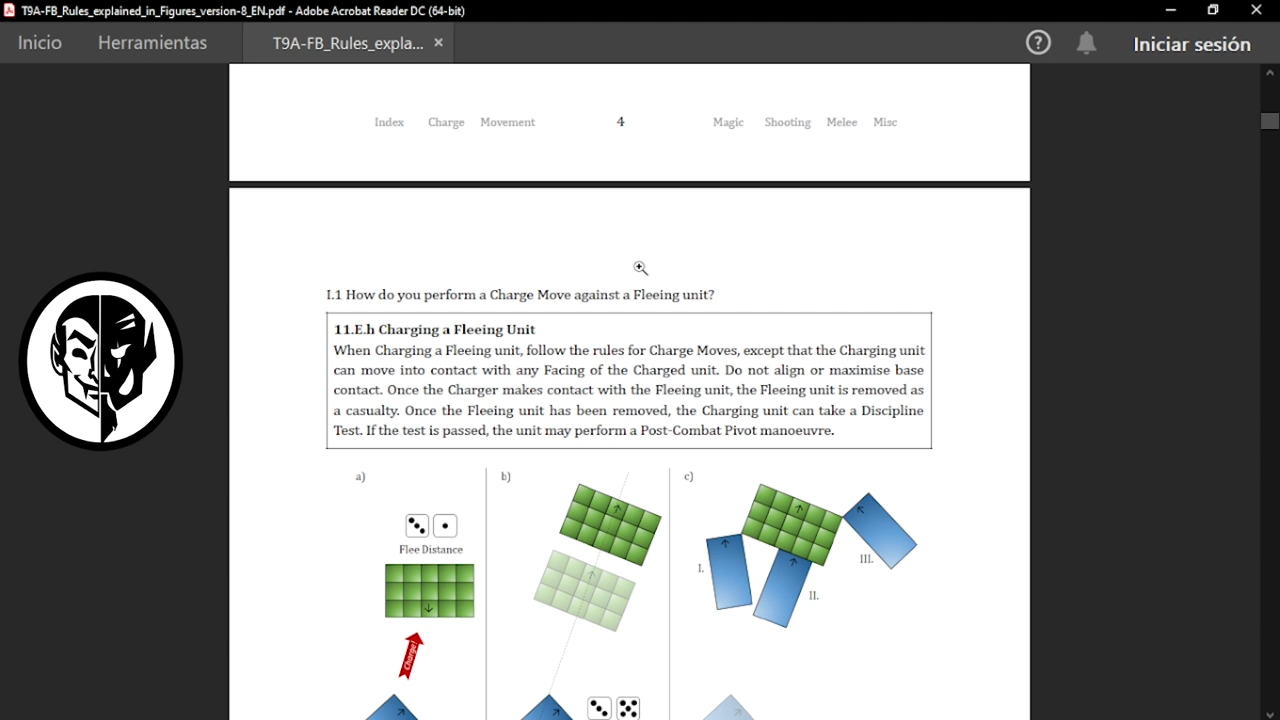 T9A-FB_Rules_explained_in_Figures_version-8_EN.pdf - Adobe Acrobat Reader DC (64-bit)
Inicio Herramientas T9A-FB_Rules_expla... × ? Iniciar sesión
Index Charge Movement 4 Magic Shooting Melee Misc
I.1 How do you perform a Charge Move against a Fleeing unit?
11.E.h Charging a Fleeing Unit
When Charging a Fleeing unit, follow the rules for Charge Moves, except that the Charging unit
can move into contact with any Facing of the Charged unit. Do not align or maximise base
contact. Once the Charger makes contact with the Fleeing unit, the Fleeing unit is removed as
a casualty. Once the Fleeing unit has been removed, the Charging unit can take a Discipline
Test. If the test is passed, the unit may perform a Post-Combat Pivot manoeuvre.
a) b) c)
Flee Distance
I. II. III.
Charge!